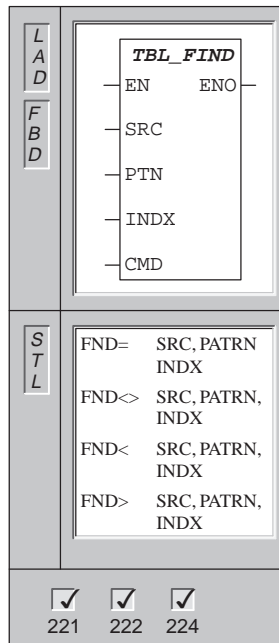 L
A
D
F
B
D
TBL_FIND
EN ENO
SRC
PTN
INDX
CMD
S
T
L
FND= SRC, PATRN
INDX
FND<> SRC, PATRN,
INDX
FND< SRC, PATRN,
INDX
FND> SRC, PATRN,
INDX
221 222 224